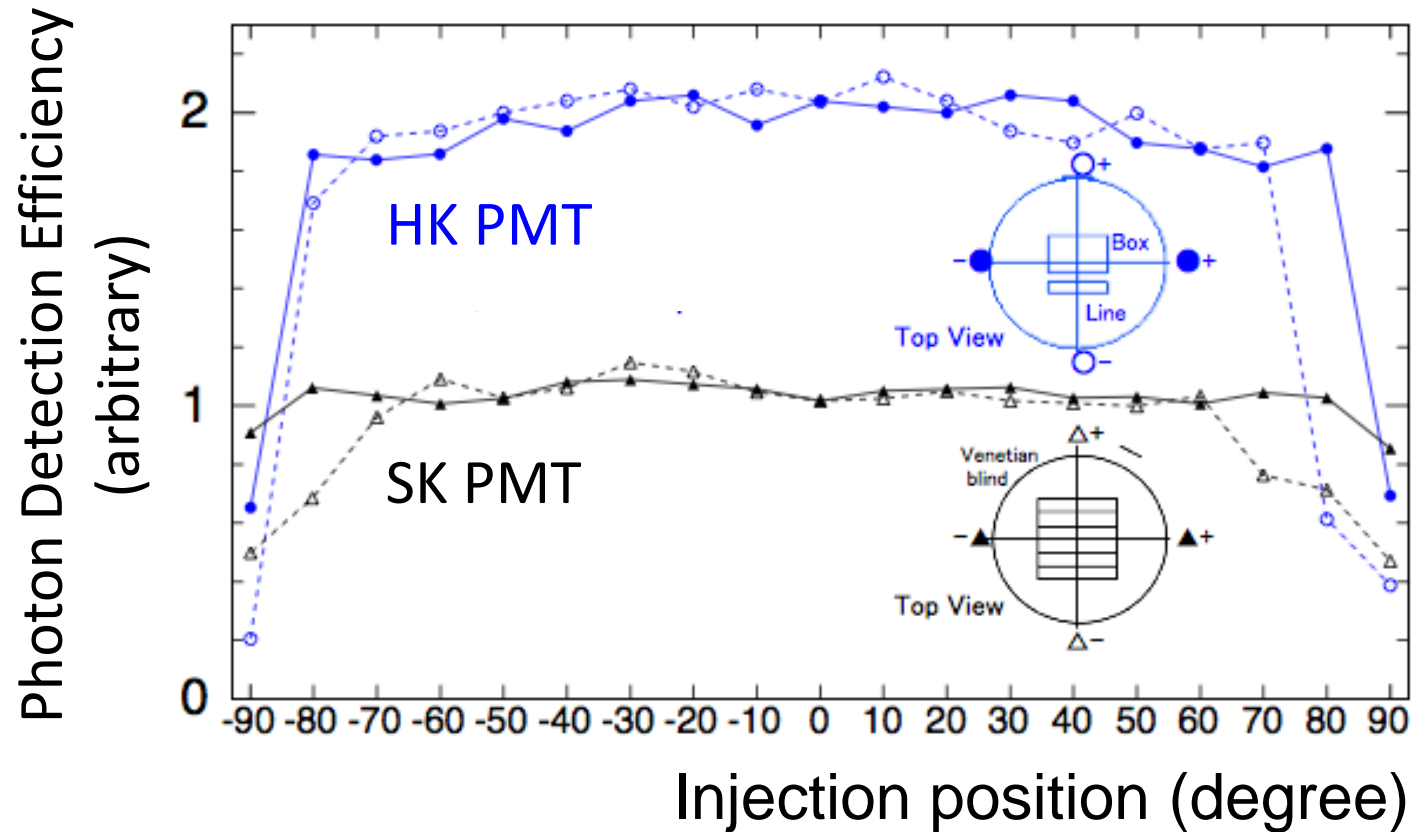 Photon Detection Efficiency
(arbitrary)
2
1
0
HK PMT
+
Box
- +
Line
Top View
-
SK PMT
+
Venetian
blind
- +
Top View
-
-90 -80 -70 -60 -50 -40 -30 -20 -10 0 10 20 30 40 50 60 70 80 90
Injection position (degree)